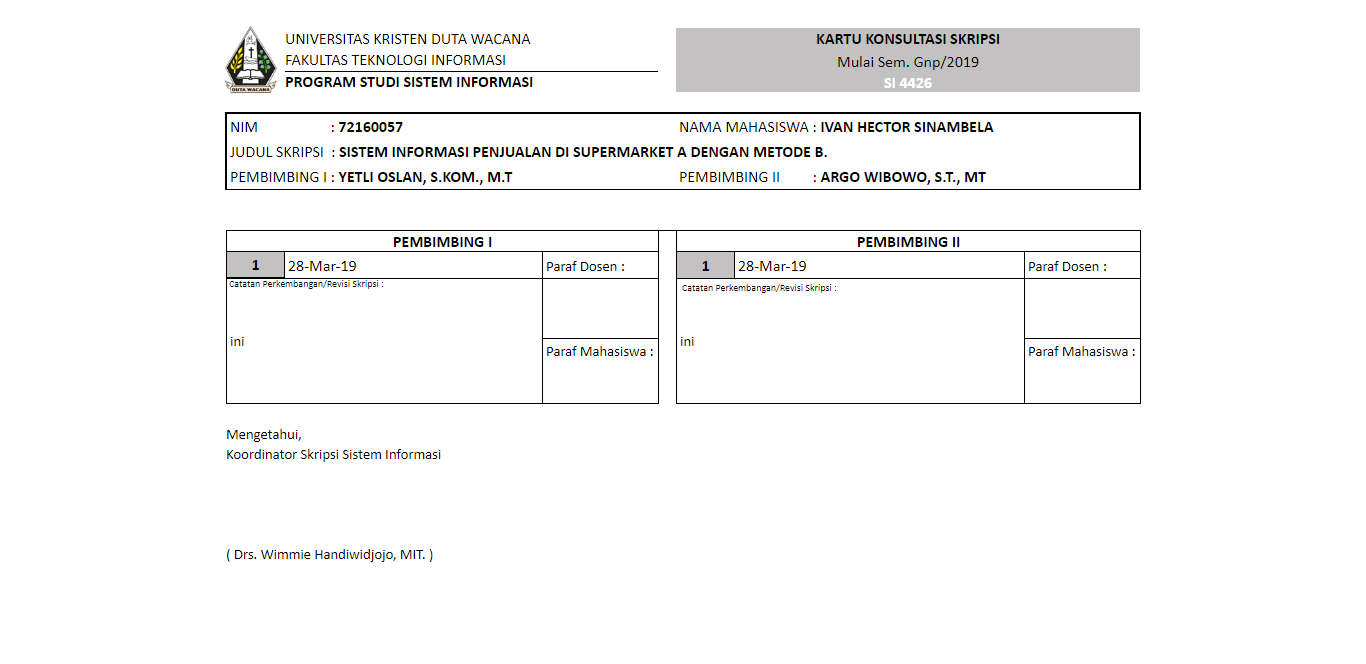 DUTA WACANA
UNIVERSITAS KRISTEN DUTA WACANA
FAKULTAS TEKNOLOGI INFORMASI
PROGRAM STUDI SISTEM INFORMASI
KARTU KONSULTASI SKRIPSI
Mulai Sem. Gnp/2019
SI 4426
NIM : 72160057 NAMA MAHASISWA : IVAN HECTOR SINAMBELA
JUDUL SKRIPSI : SISTEM INFORMASI PENJUALAN DI SUPERMARKET A DENGAN METODE B.
PEMBIMBING I : YETLI OSLAN, S.KOM., M.T PEMBIMBING II : ARGO WIBOWO, S.T., MT
PEMBIMBING I
1 28-Mar-19 Paraf Dosen :
Catatan Perkembangan/Revisi Skripsi :
ini
Paraf Mahasiswa :
PEMBIMBING II
1 28-Mar-19 Paraf Dosen :
Catatan Perkembangan/Revisi Skripsi :
ini
Paraf Mahasiswa :
Mengetahui,
Koordinator Skripsi Sistem Informasi
( Drs. Wimmie Handiwidjojo, MIT. )